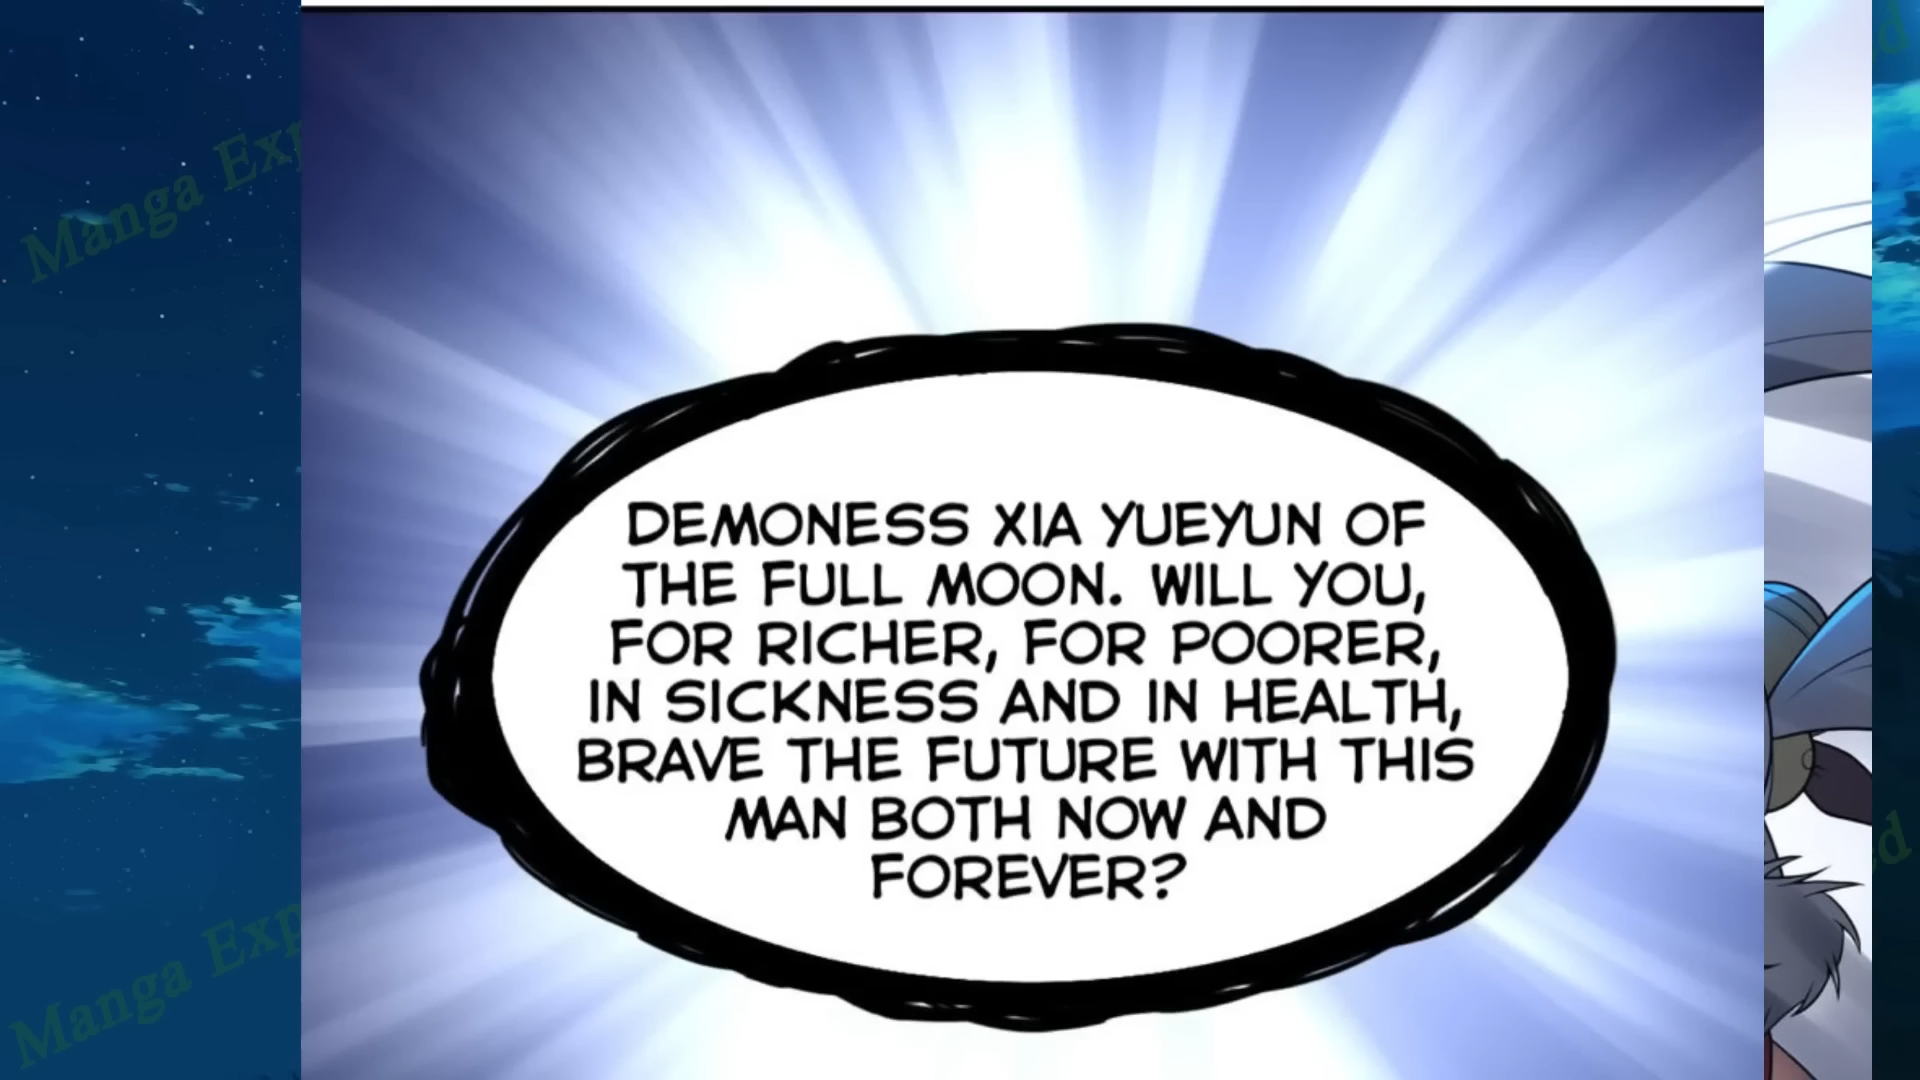 Manga Exp
DEMONESS XIA YUEYUN OF
THE FULL MOON. WILL YOU,
FOR RICHER, FOR POORER,
IN SICKNESS AND IN HEALTH,
BRAVE THE FUTURE WITH THIS
MAN BOTH NOW AND
FOREVER?
Manga Exp
d
d